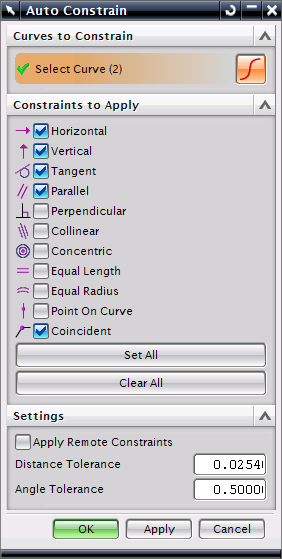 Auto Constrain
Curves to Constrain
Select Curve (2)
Constraints to Apply
Horizontal
Vertical
Tangent
Parallel
Perpendicular
Collinear
Concentric
Equal Length
Equal Radius
Point On Curve
Coincident
Set All
Clear All
Settings
Apply Remote Constraints
Distance Tolerance 0.0254
Angle Tolerance 0.5000
OK Apply Cancel